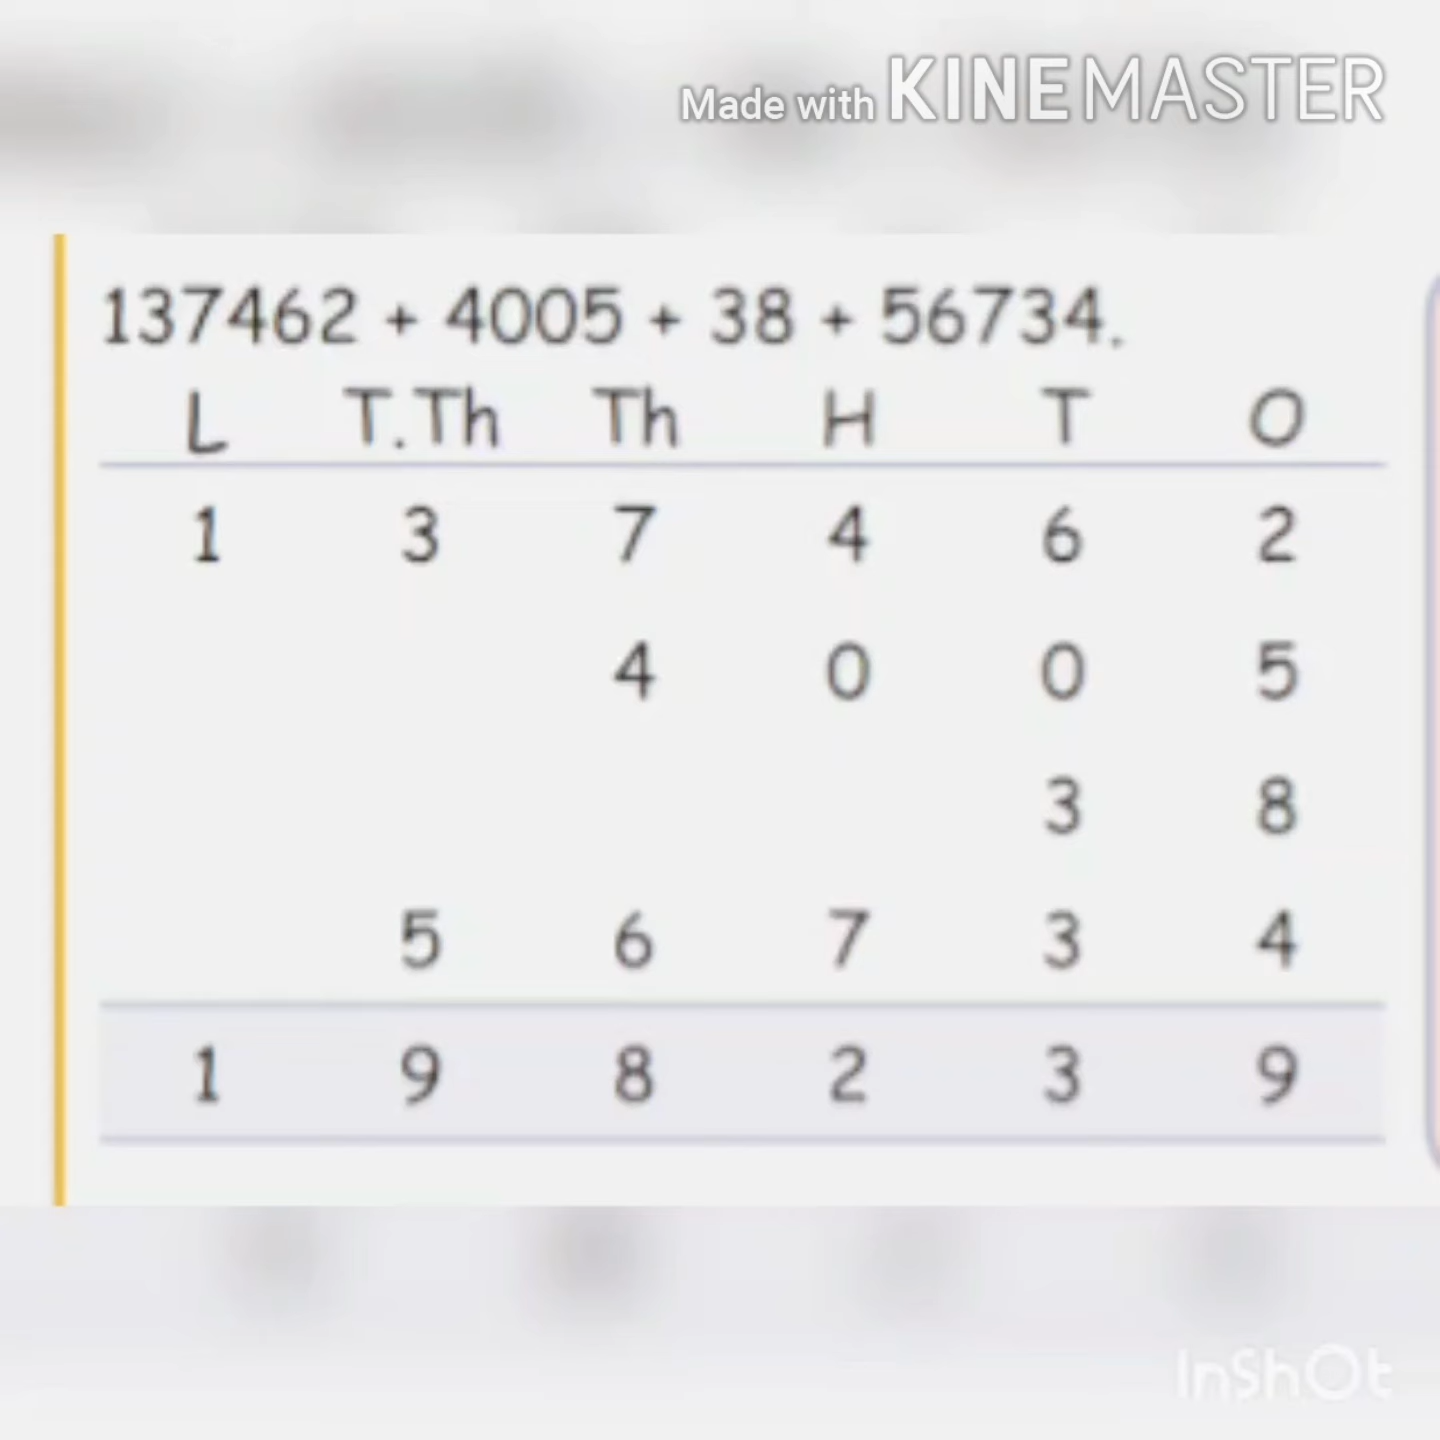 Made with KINEMASTER
137462 + 4005 + 38 + 56734.
L T.Th Th H T O
1 3 7 4 6 2
4 0 0 5
3 8
5 6 7 3 4
1 9 8 2 3 9
InShOt